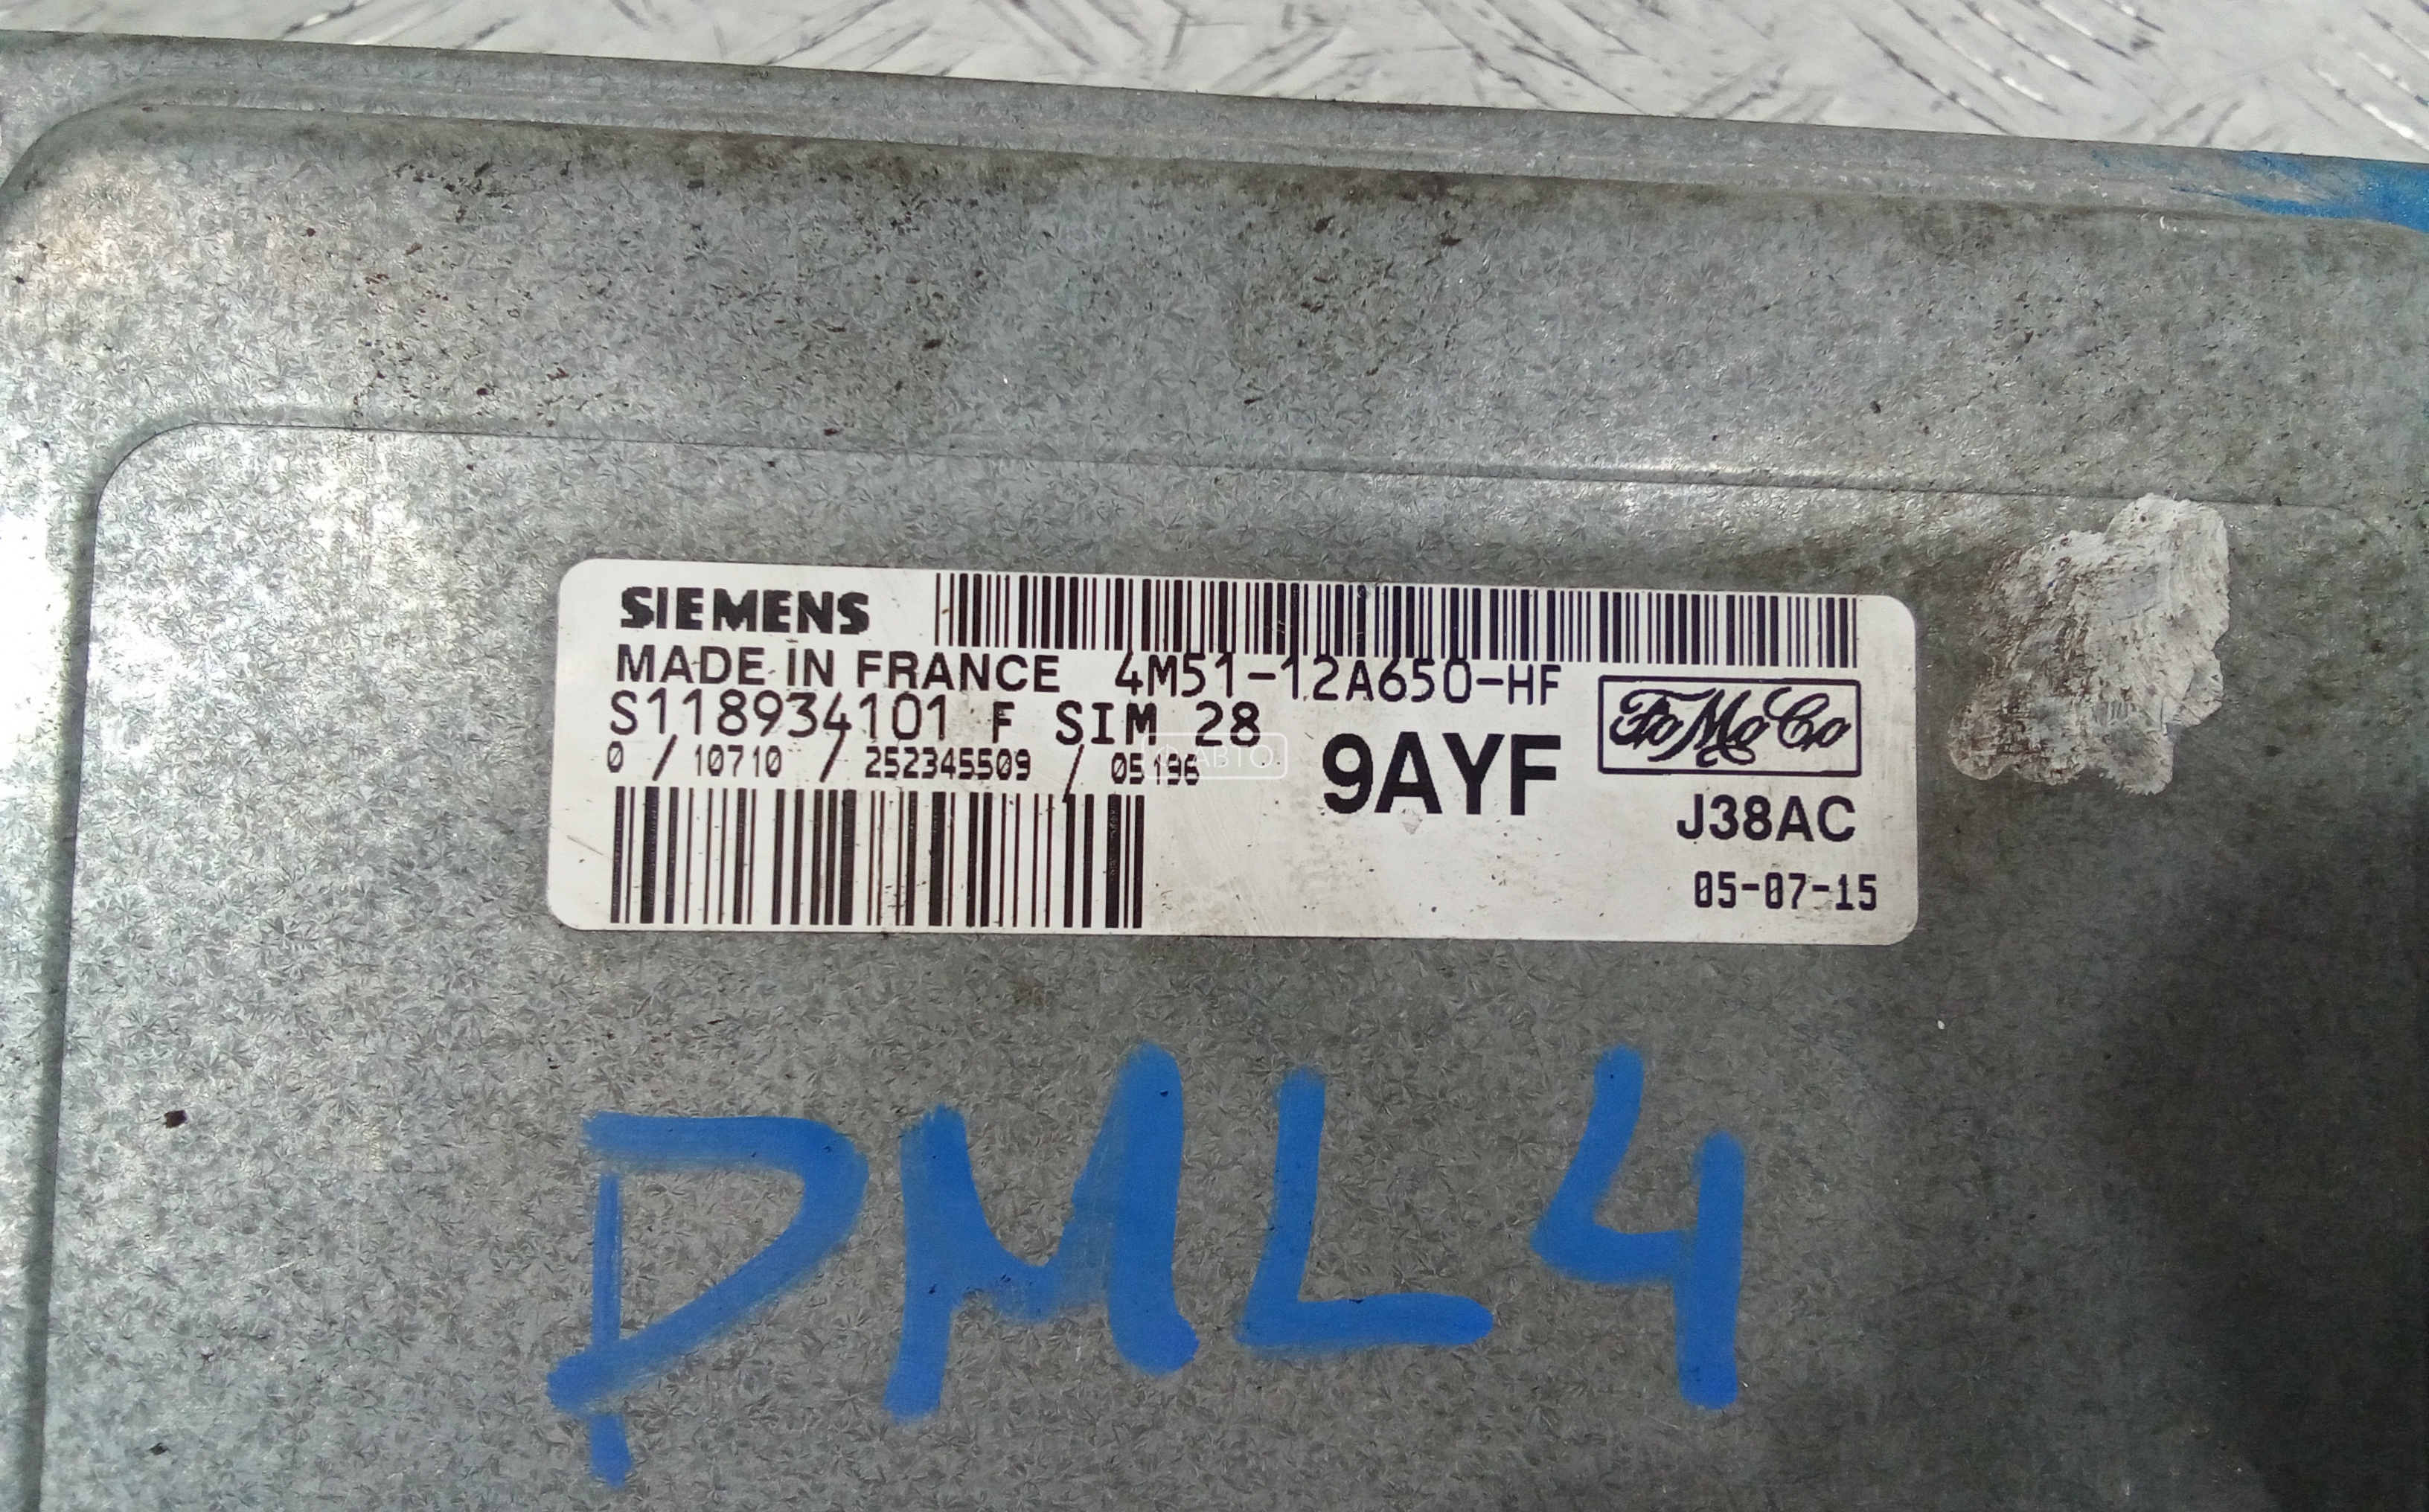 SIEMENS
MADE IN FRANCE 4M51-12A650-HF
S118934101 F SIM 28
FoMoCo
0 / 10710 / 252345509 / 05196
9AYF
J38AC
05-07-15
PML4